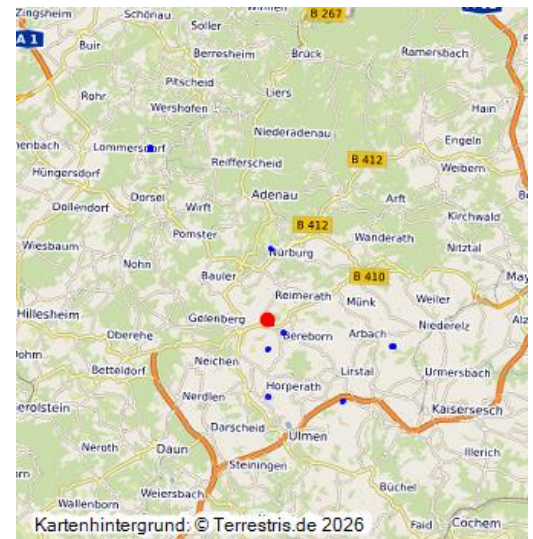 Zingsheim
Schönau
B 267
Soller
A 1
Buir
Berresheim
Brück
Ramersbach
Pitscheid
Rohr
Liers
Wershofen
Hain
Niederadenau
Engeln
Lommersdorf
Reifferscheid
B 412
Weibern
Hüngersdorf
Dorsel
Adenau
Arft
Dollendorf
Wirft
Kirchwald
B 412
Pomster
Wanderath
Wiesbaum
Nürburg
Nitztal
Nohn
Bauler
B 410
Reimerath
Münk
Weiler
Hillesheim
Gelenberg
Niederelz
Oberehe
Bereborn
Arbach
Neichen
Betteldorf
Lirstal
Urmersbach
Horperath
Nerdlen
Kaisersesch
Darscheid
Ulmen
Neroth
Daun
Illerich
Steiningen
Büchel
Weiersbach
Wallenborn
Faid
Cochem
Kartenhintergrund: © Terrestris.de 2026